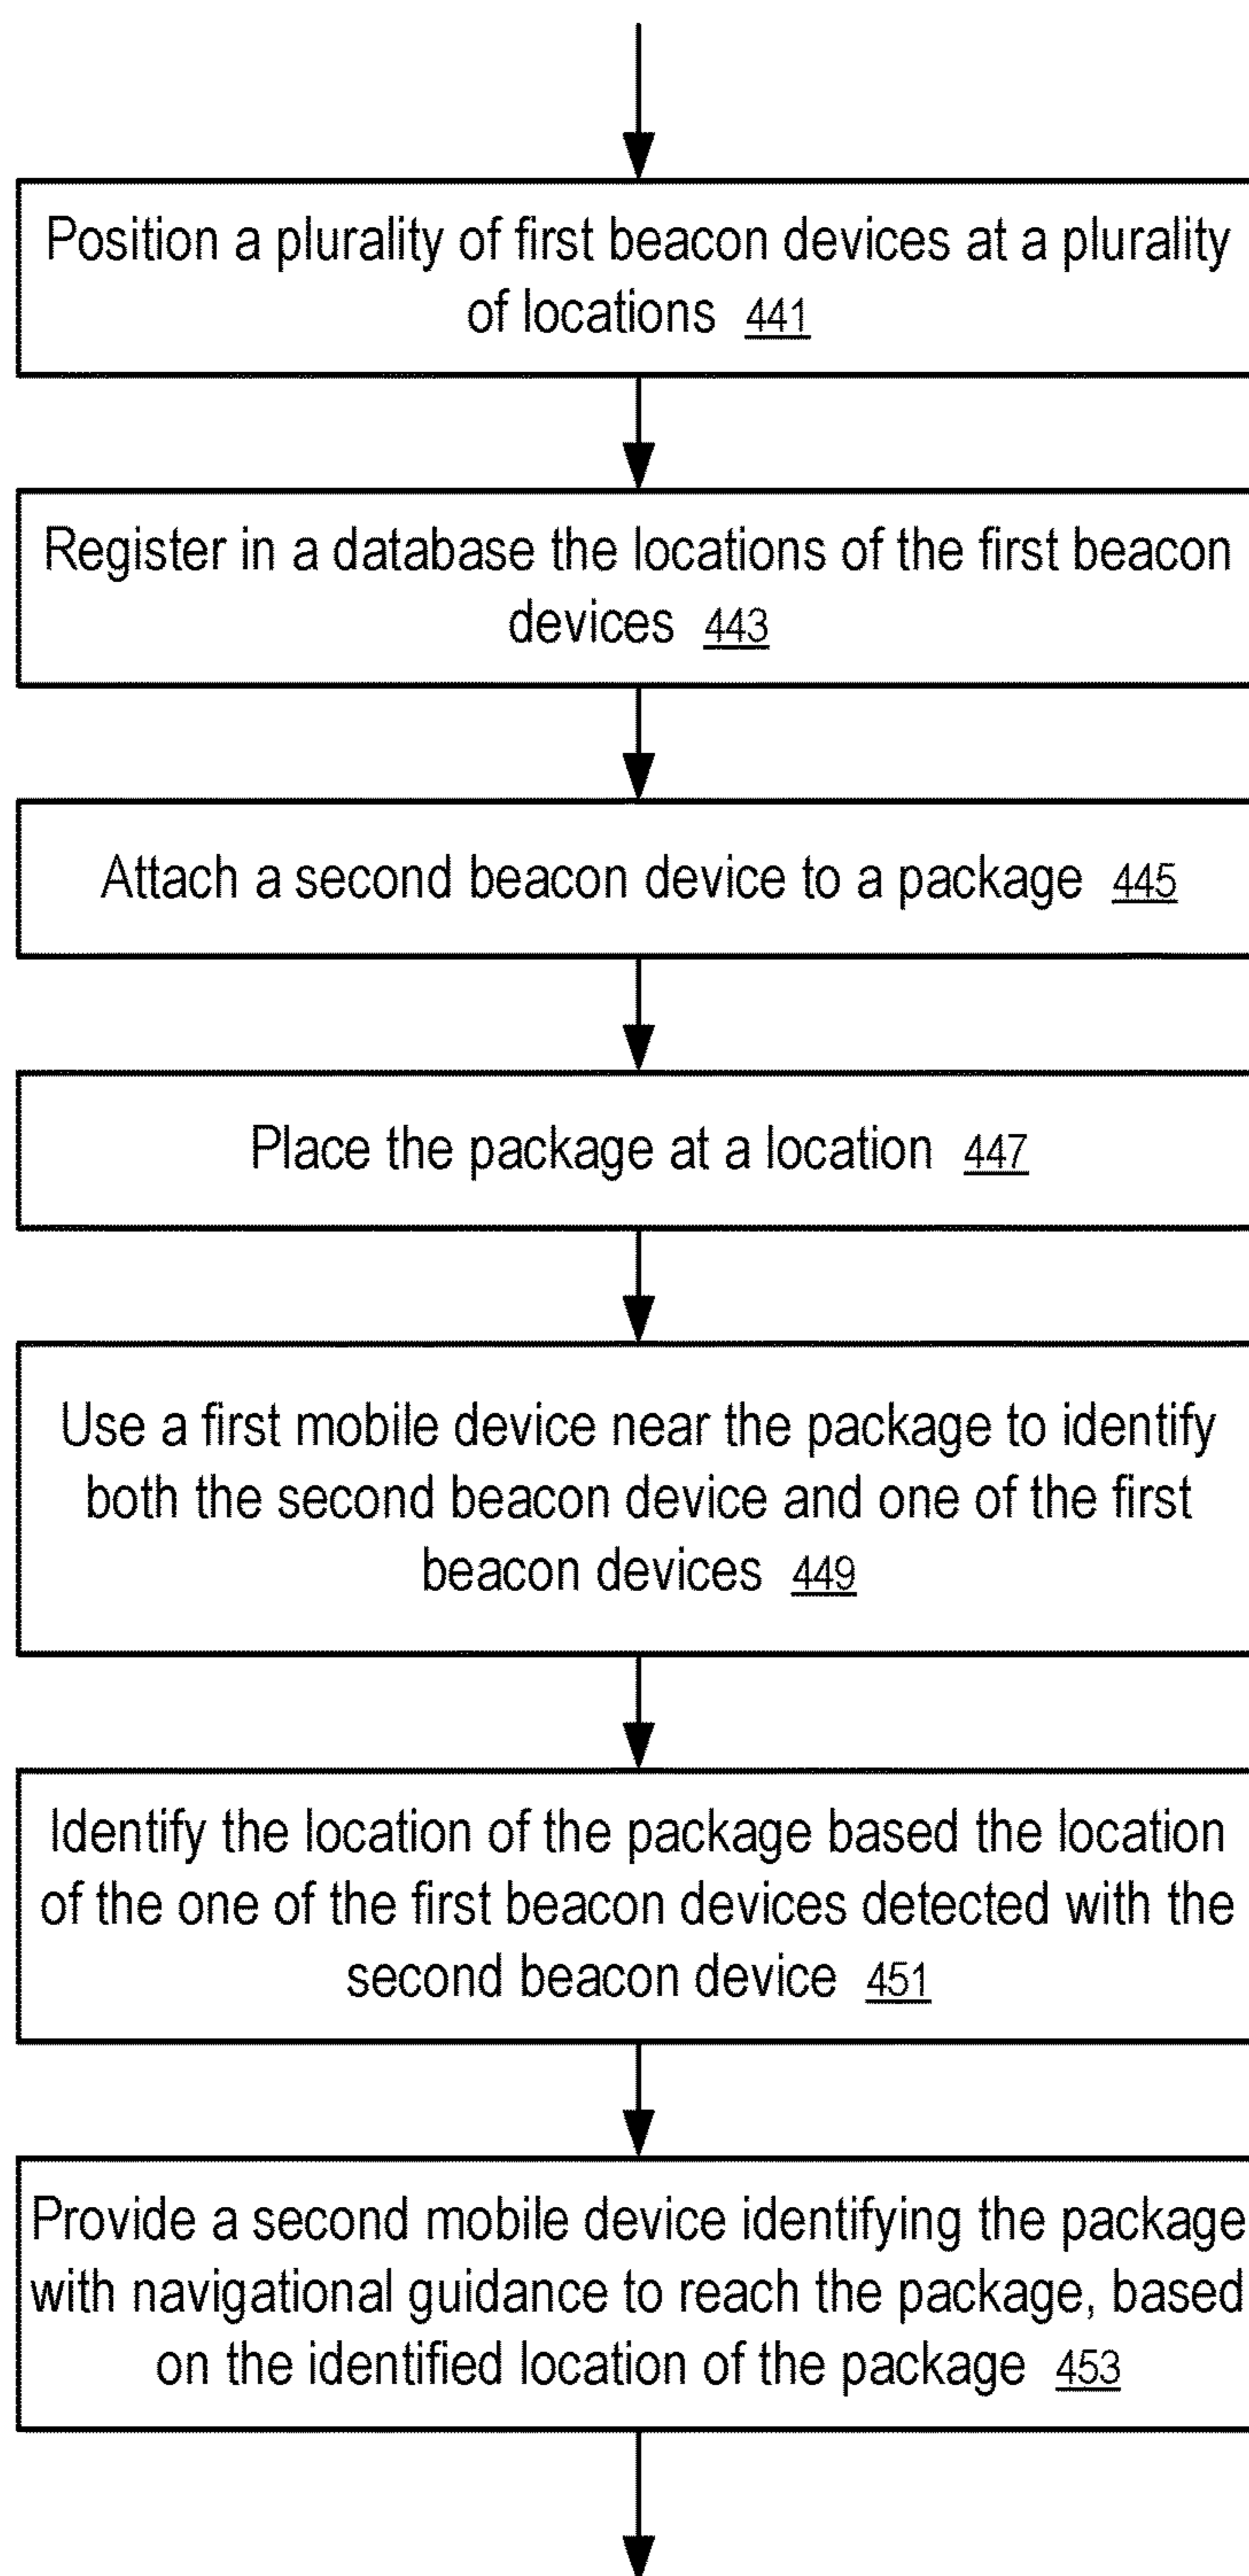 Position a plurality of first beacon devices at a plurality
of locations 441
Register in a database the locations of the first beacon
devices 443
Attach a second beacon device to a package 445
Place the package at a location 447
Use a first mobile device near the package to identify
both the second beacon device and one of the first
beacon devices 449
Identify the location of the package based the location
of the one of the first beacon devices detected with the
second beacon device 451
Provide a second mobile device identifying the package
with navigational guidance to reach the package, based
on the identified location of the package 453